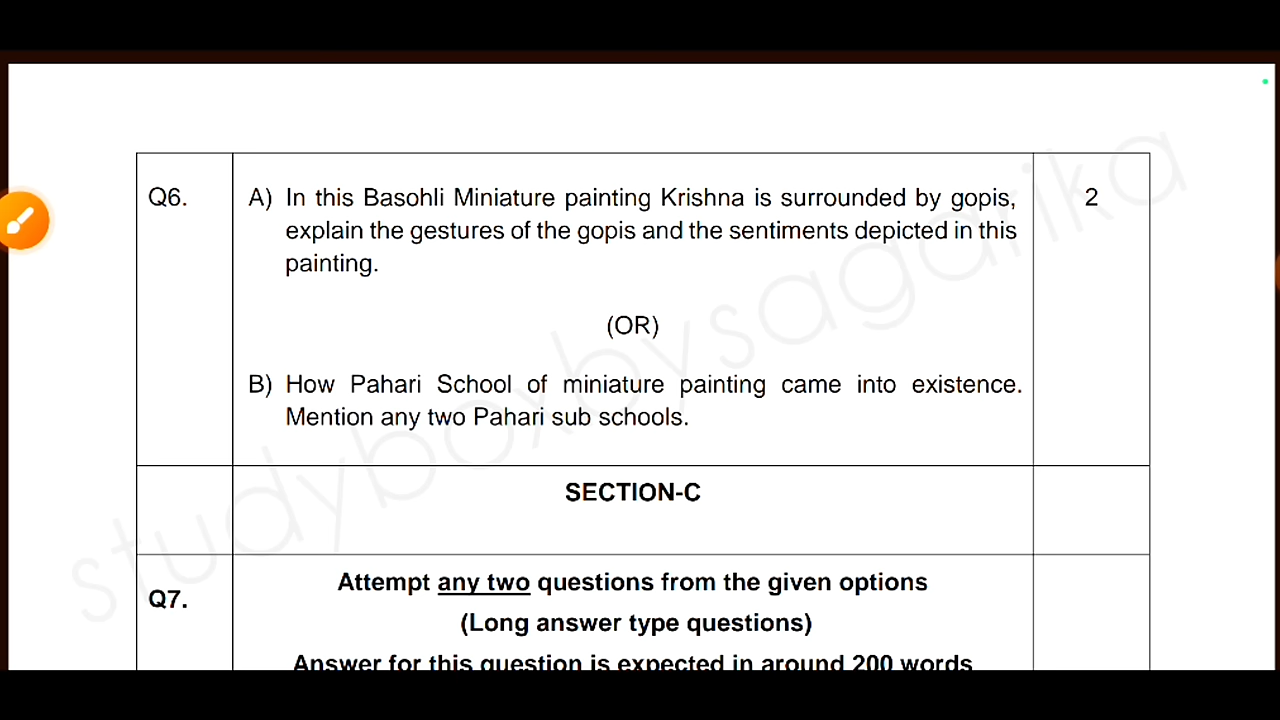 Q6. A) In this Basohli Miniature painting Krishna is surrounded by gopis, 2
explain the gestures of the gopis and the sentiments depicted in this
painting.
(OR)
B) How Pahari School of miniature painting came into existence.
Mention any two Pahari sub schools.
SECTION-C
Attempt any two questions from the given options
Q7.
(Long answer type questions)
Answer for this question is expected in around 200 words
studyboxbysagarika